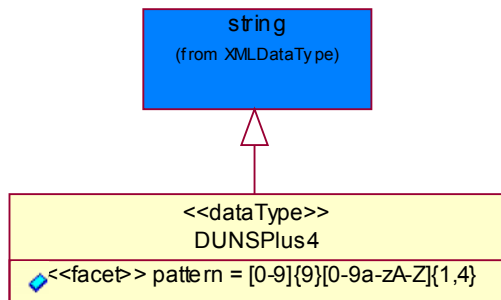 string
(from XMLDataType)
<<dataType>>
DUNSPlus4
<<facet>> pattern = [0-9]{9}[0-9a-zA-Z]{1,4}